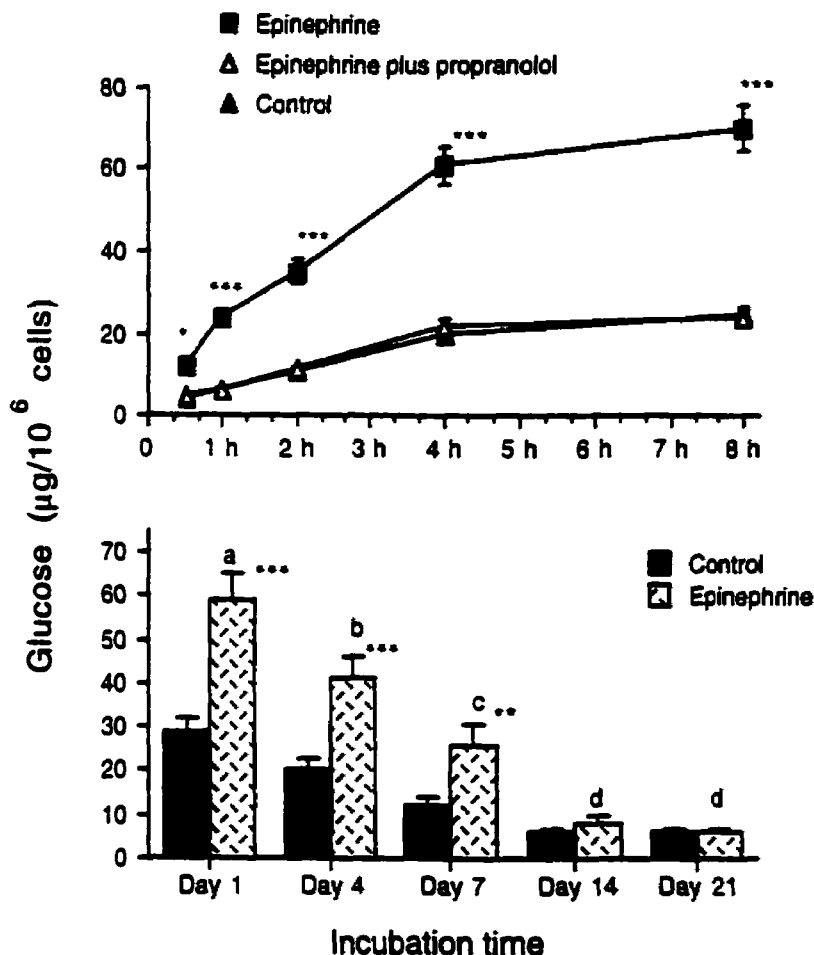 Epinephrine
Epinephrine plus propranolol
Control
80
60
40
20
0
***
***
***
***
*
0 1 h 2 h 3 h 4 h 5 h 6 h 7 h 8 h
Glucose (µg/10⁶ cells)
70
60
50
40
30
20
10
0
Control
Epinephrine
a ***
b ***
c **
d
d
Day 1 Day 4 Day 7 Day 14 Day 21
Incubation time